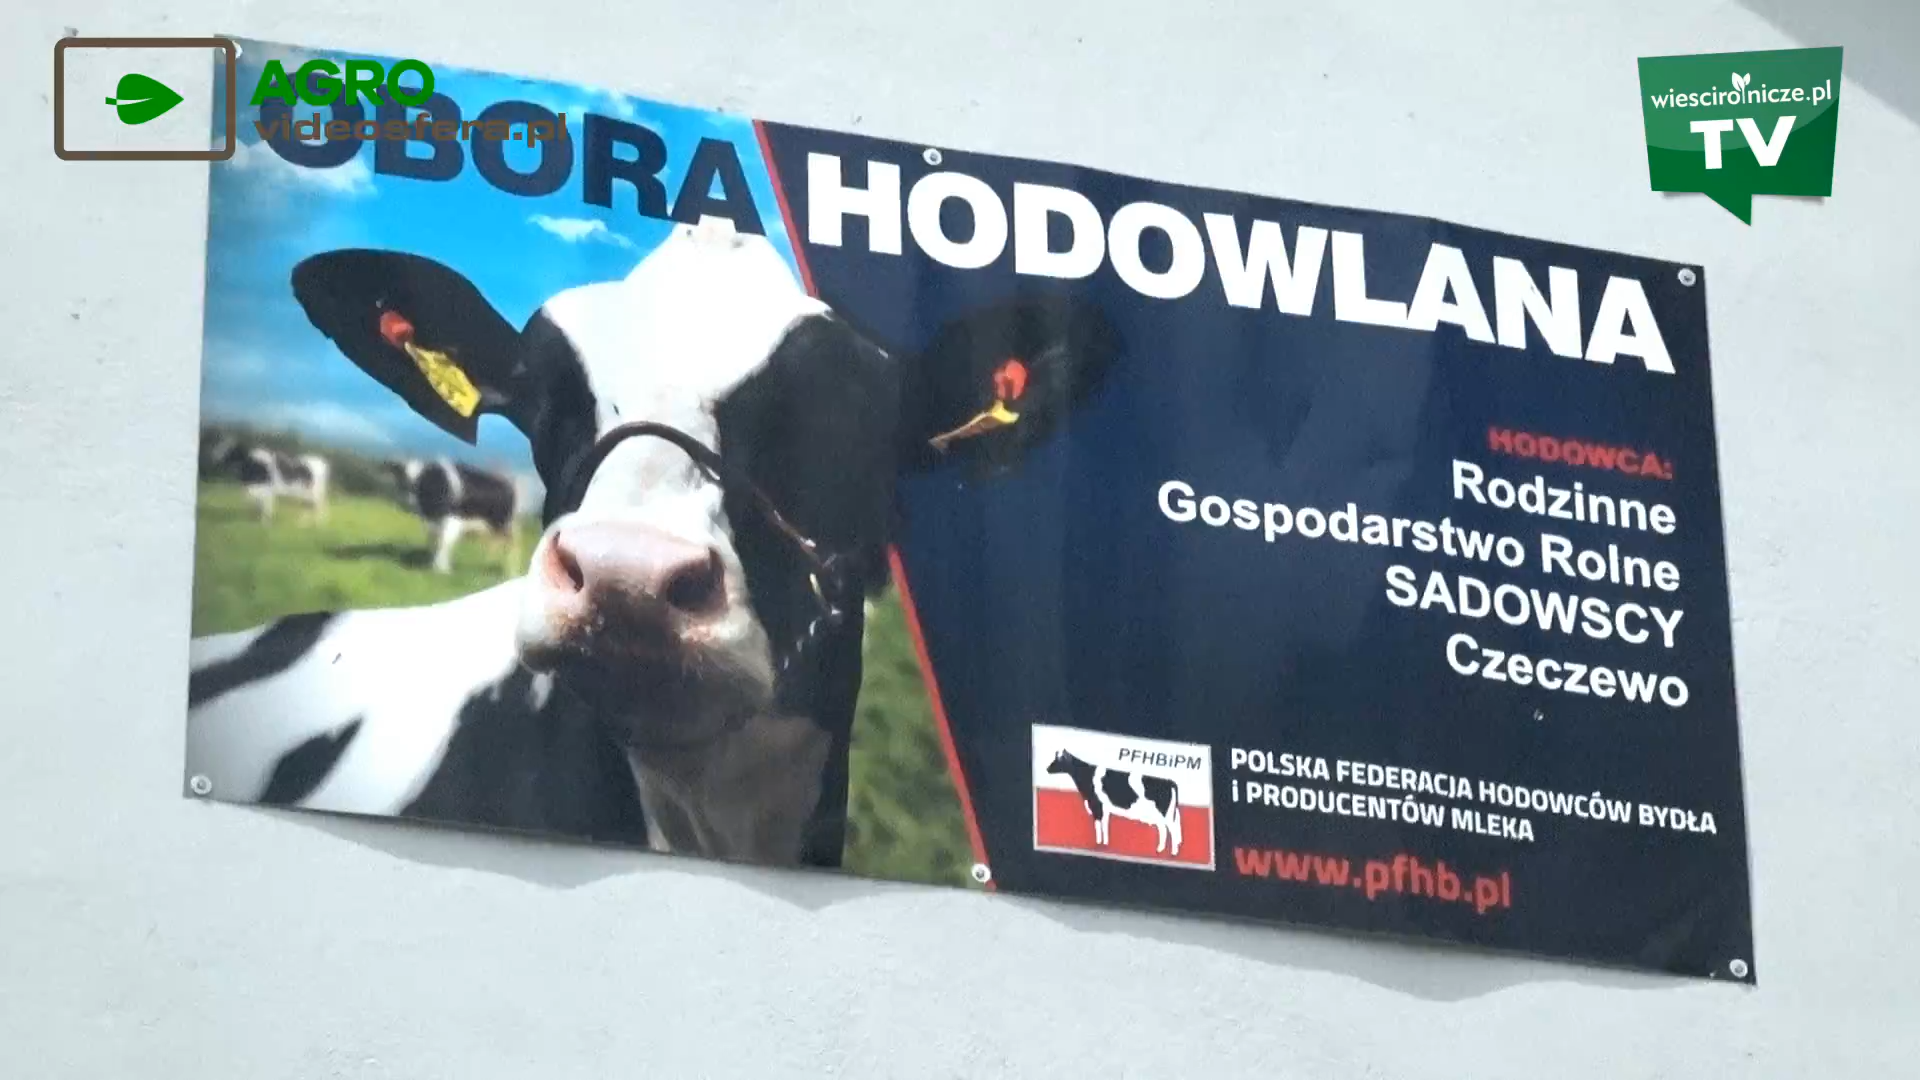 AGRO
videosfera.pl
wiescirolnicze.pl
TV
OBORA HODOWLANA
HODOWCA:
Rodzinne
Gospodarstwo Rolne
SADOWSCY
Czeczewo
PFHBiPM
POLSKA FEDERACJA HODOWCÓW BYDŁA
i PRODUCENTÓW MLEKA
www.pfhb.pl